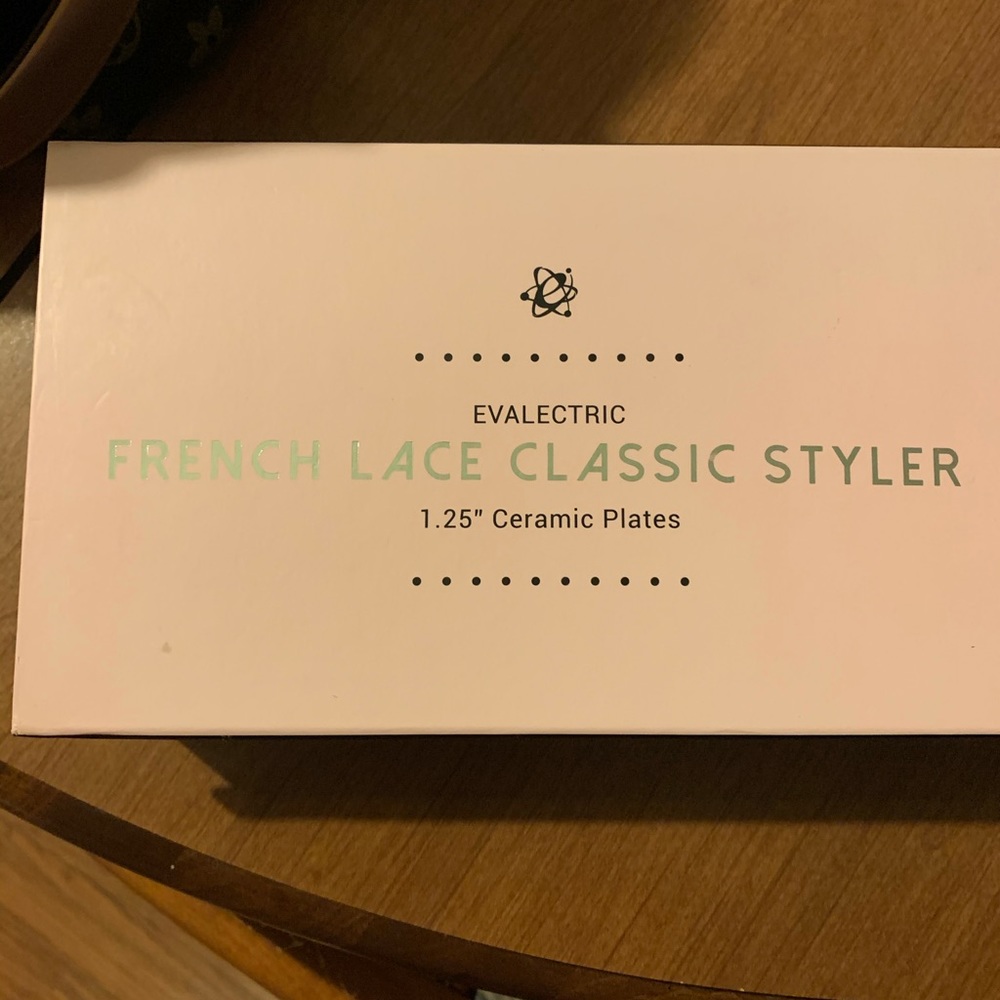 EVALECTRIC
FRENCH LACE CLASSIC STYLER
1.25" Ceramic Plates